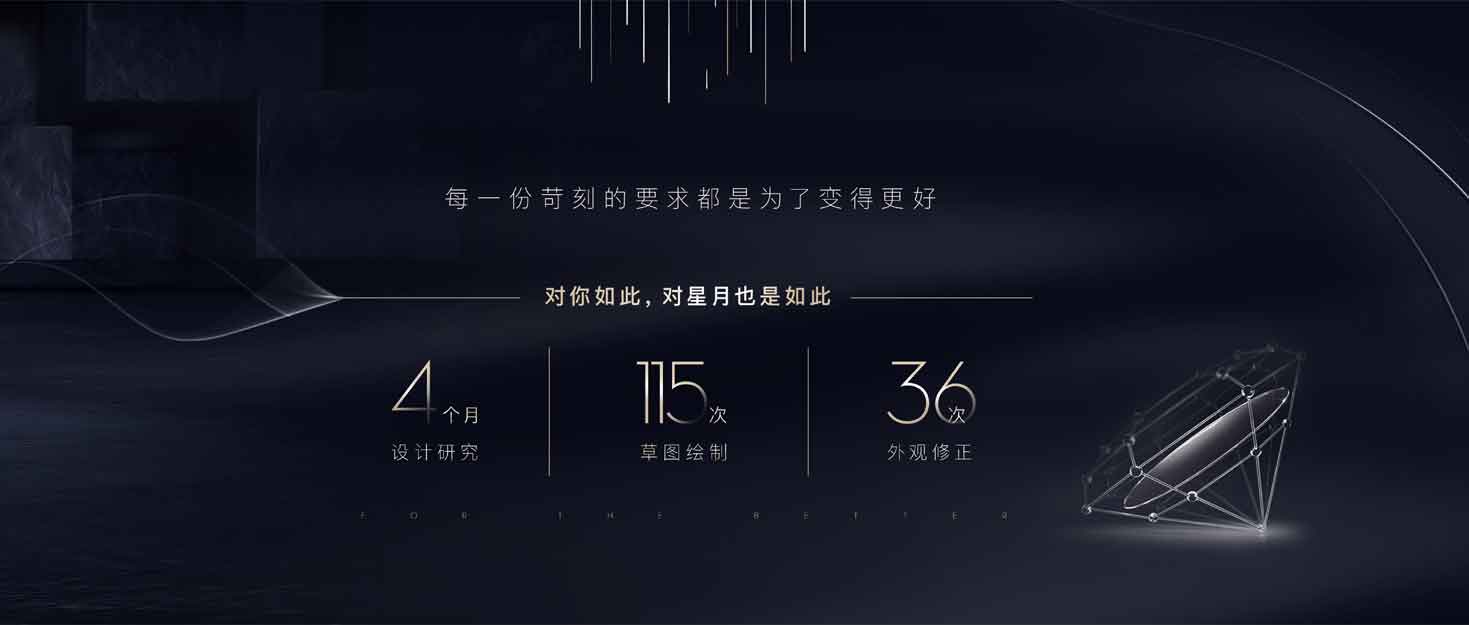 每一份苛刻的要求都是为了变得更好
对你如此，对星月也是如此
4个月
设计研究
115次
草图绘制
36次
外观修正
FOR THE BETTER